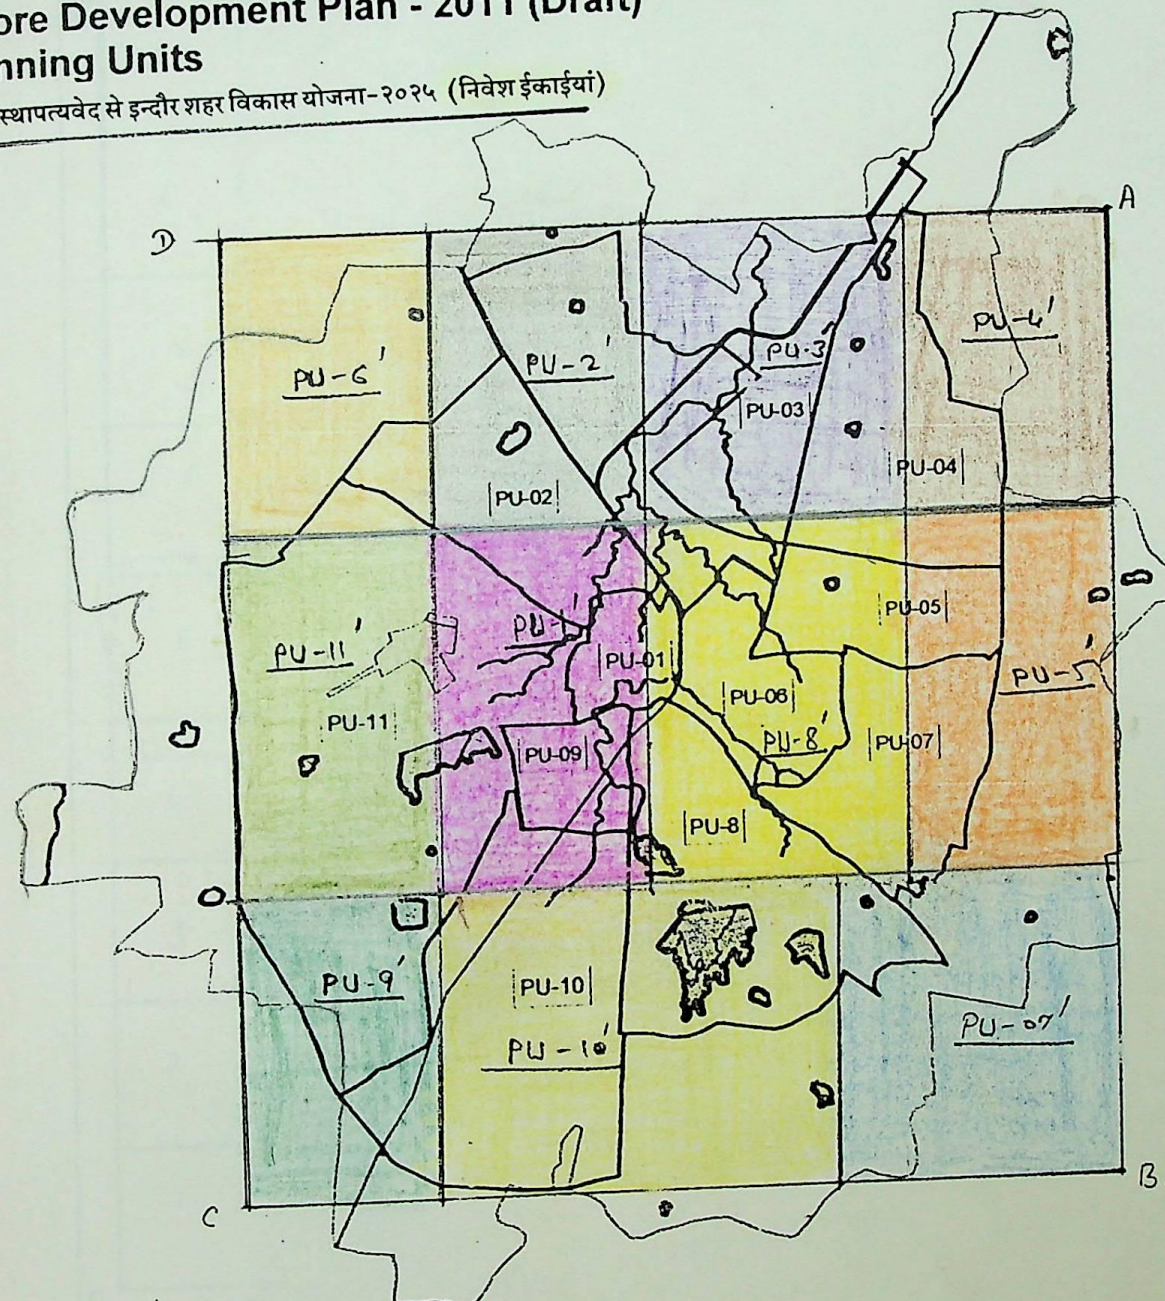 ore Development Plan - 2011 (Draft)
nning Units
स्थापत्यवेद से इन्दौर शहर विकास योजना-२०२५ (निवेश ईकाईयां)
A
D
PU-4'
PU-3'
PU-2'
PU-6'
PU-03
PU-04
PU-02
PU-05
PU-1'
PU-11'
PU-01
PU-5'
PU-06
PU-11
PU-8'
PU-07
PU-09
PU-8
PU-9'
PU-10
PU-07'
PU-10'
B
C